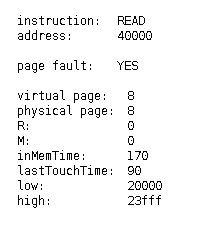 instruction: READ
address: 40000
page fault: YES
virtual page: 8
physical page: 8
R: 0
M: 0
inMemTime: 170
lastTouchTime: 90
low: 20000
high: 23fff